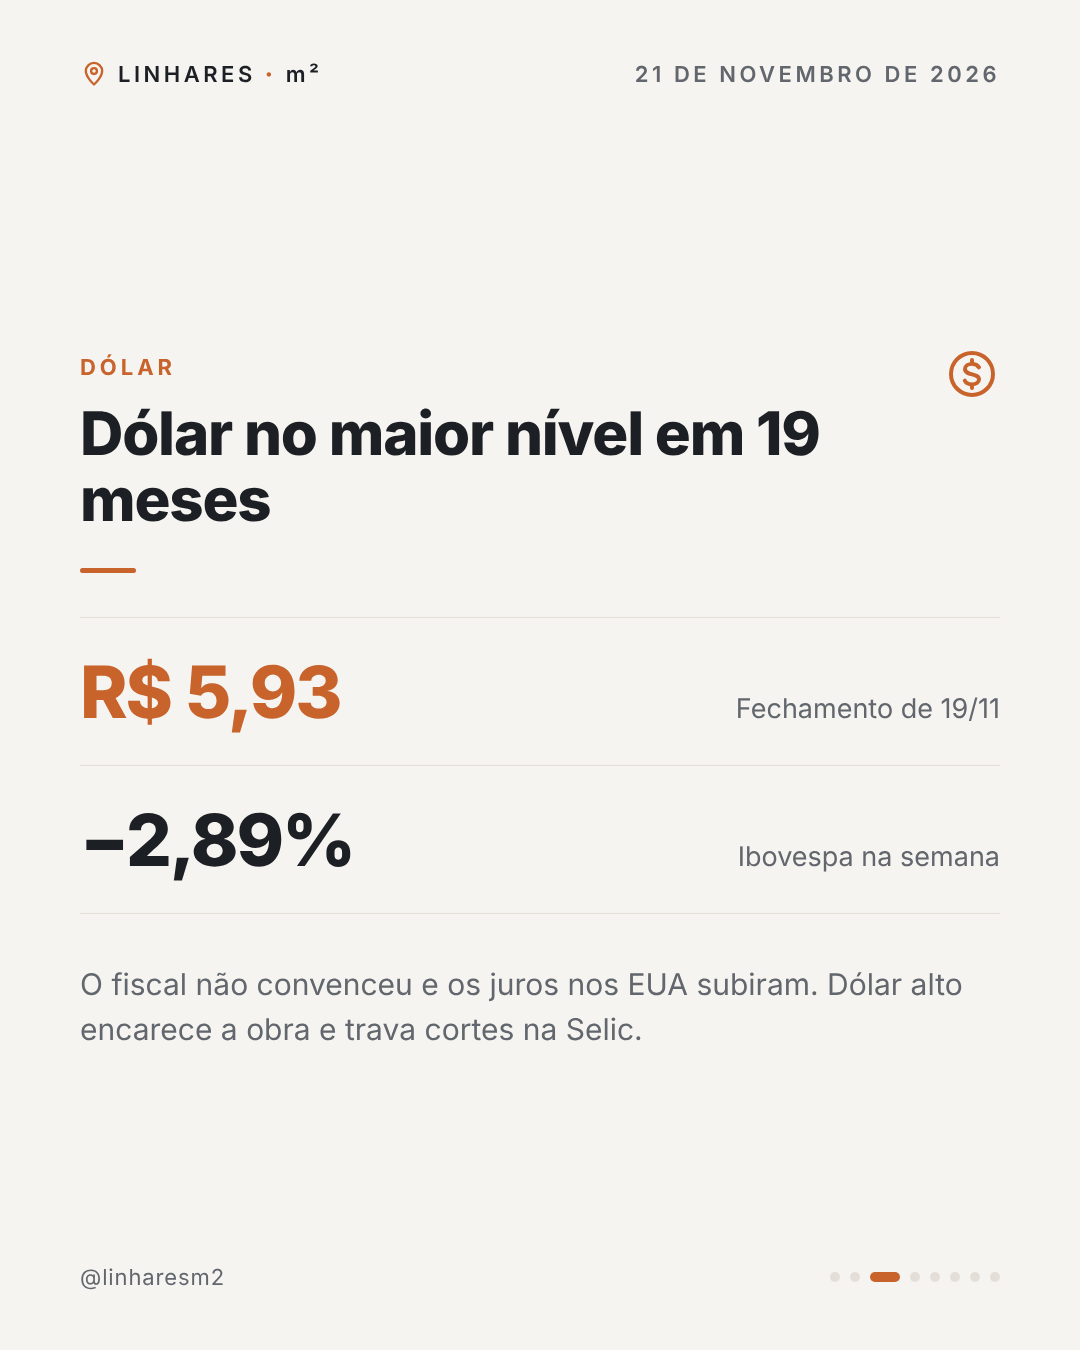 LINHARES · m²
21 DE NOVEMBRO DE 2026
DÓLAR
Dólar no maior nível em 19
meses
R$ 5,93
Fechamento de 19/11
−2,89%
Ibovespa na semana
O fiscal não convenceu e os juros nos EUA subiram. Dólar alto
encarece a obra e trava cortes na Selic.
@linharesm2